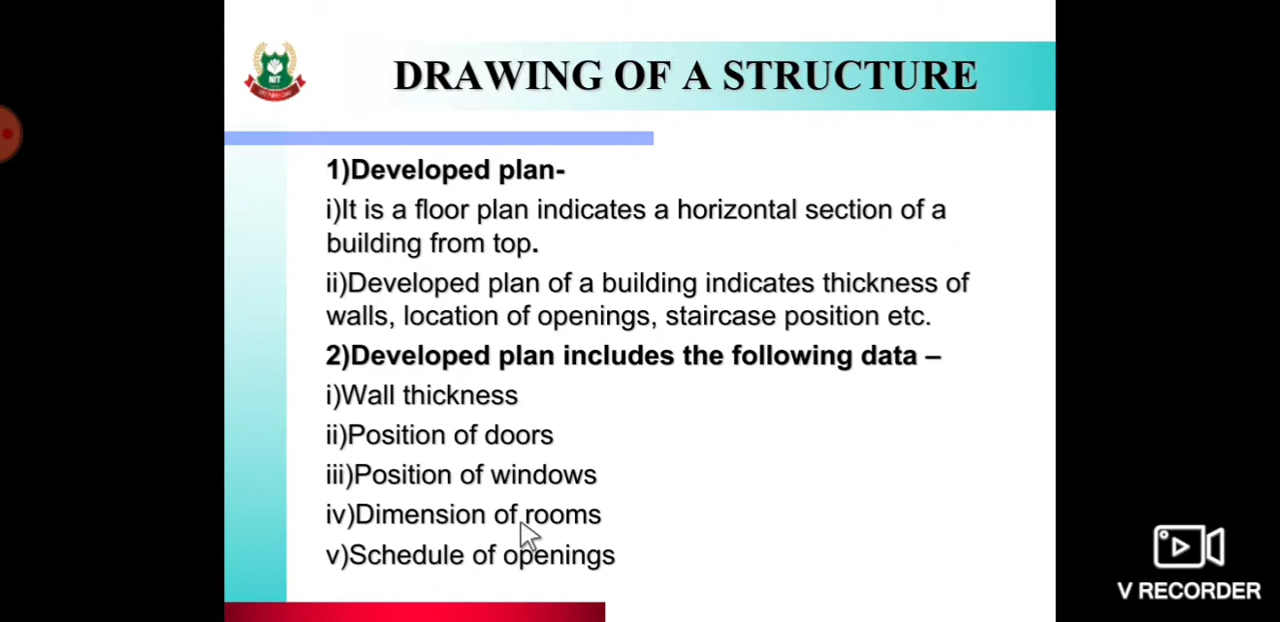 NIT
DRAWING OF A STRUCTURE
1)Developed plan-
i)It is a floor plan indicates a horizontal section of a
building from top.
ii)Developed plan of a building indicates thickness of
walls, location of openings, staircase position etc.
2)Developed plan includes the following data –
i)Wall thickness
ii)Position of doors
iii)Position of windows
iv)Dimension of rooms
v)Schedule of openings
V RECORDER